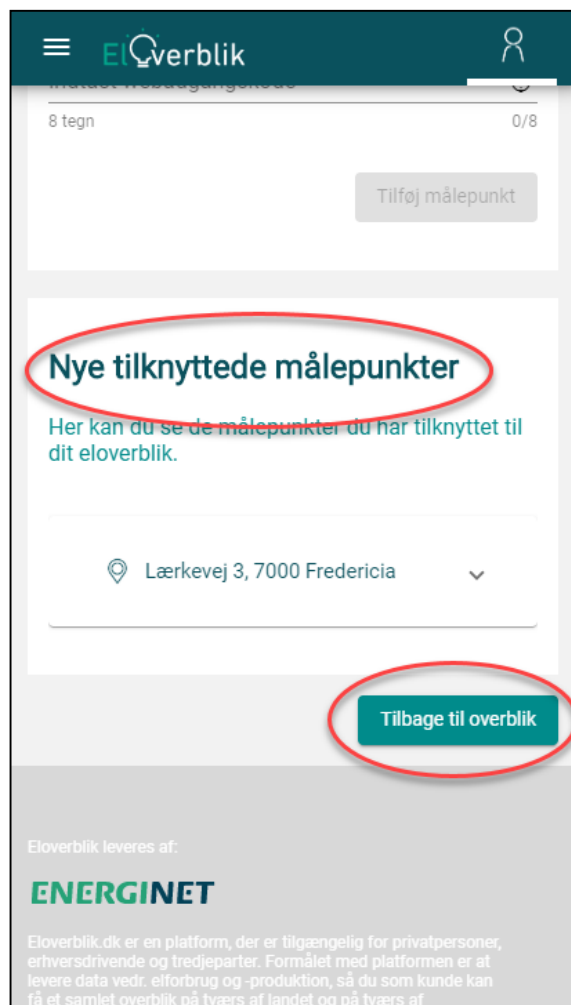 ElOverblik
8 tegn 0/8
Tilføj målepunkt
Nye tilknyttede målepunkter
Her kan du se de målepunkter du har tilknyttet til
dit eloverblik.
Lærkevej 3, 7000 Fredericia
Tilbage til overblik
Eloverblik leveres af:
ENERGINET
Eloverblik.dk er en platform, der er tilgængelig for privatpersoner,
erhversdrivende og tredjeparter. Formålet med platformen er at
levere data vedr. elforbrug og -produktion, så du som kunde kan
få et samlet overblik på tværs af landet og på tværs af